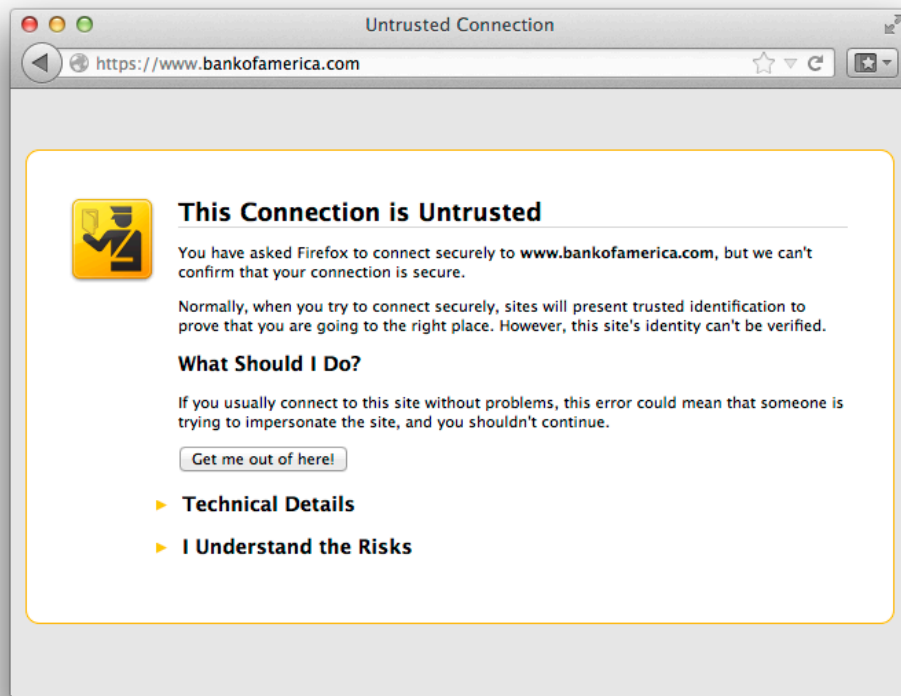 Untrusted Connection
https://www.bankofamerica.com
This Connection is Untrusted
You have asked Firefox to connect securely to www.bankofamerica.com, but we can't
confirm that your connection is secure.
Normally, when you try to connect securely, sites will present trusted identification to
prove that you are going to the right place. However, this site's identity can't be verified.
What Should I Do?
If you usually connect to this site without problems, this error could mean that someone is
trying to impersonate the site, and you shouldn't continue.
Get me out of here!
Technical Details
I Understand the Risks